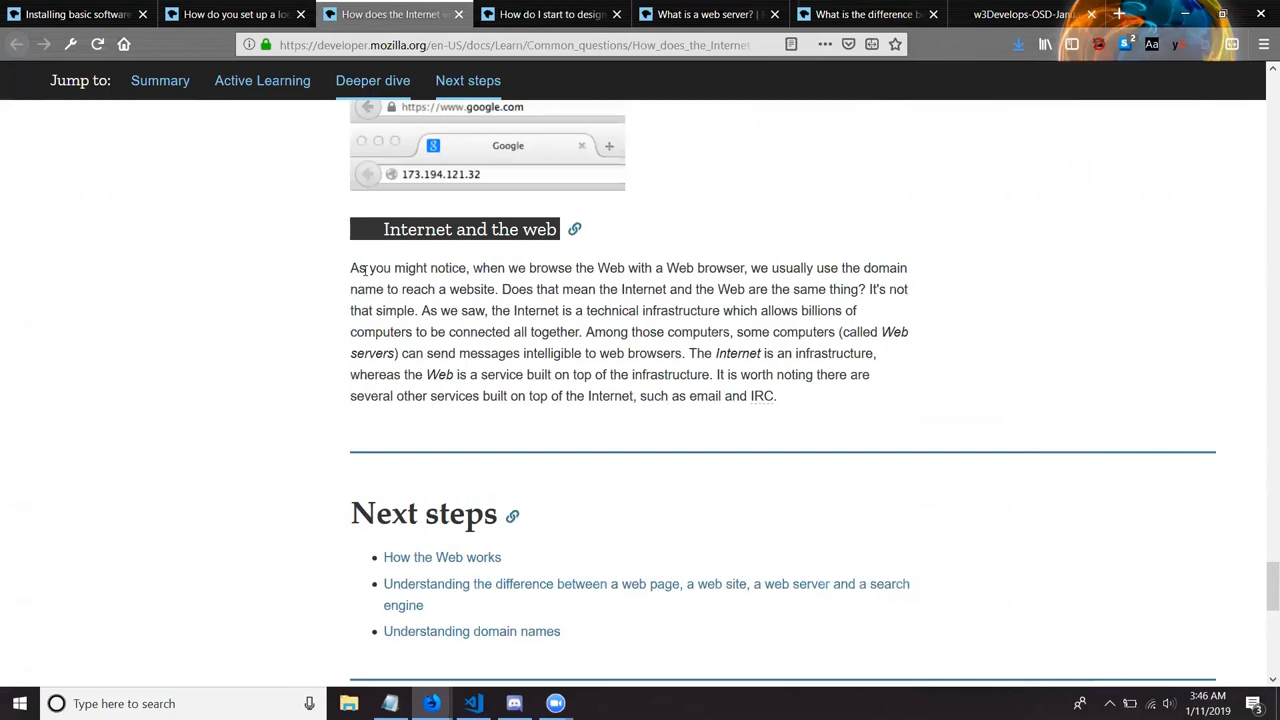 Installing basic software
How do you set up a loc
How does the Internet w
How do I start to design
What is a web server? |
What is the difference b
w3Develops-OSD-Janu
https://developer.mozilla.org/en-US/docs/Learn/Common_questions/How_does_the_Internet
Jump to: Summary Active Learning Deeper dive Next steps
https://www.google.com
Google
173.194.121.32
Internet and the web
As you might notice, when we browse the Web with a Web browser, we usually use the domain
name to reach a website. Does that mean the Internet and the Web are the same thing? It's not
that simple. As we saw, the Internet is a technical infrastructure which allows billions of
computers to be connected all together. Among those computers, some computers (called Web
servers) can send messages intelligible to web browsers. The Internet is an infrastructure,
whereas the Web is a service built on top of the infrastructure. It is worth noting there are
several other services built on top of the Internet, such as email and IRC.
Next steps
• How the Web works
• Understanding the difference between a web page, a web site, a web server and a search
engine
• Understanding domain names
Type here to search
3:46 AM
1/11/2019